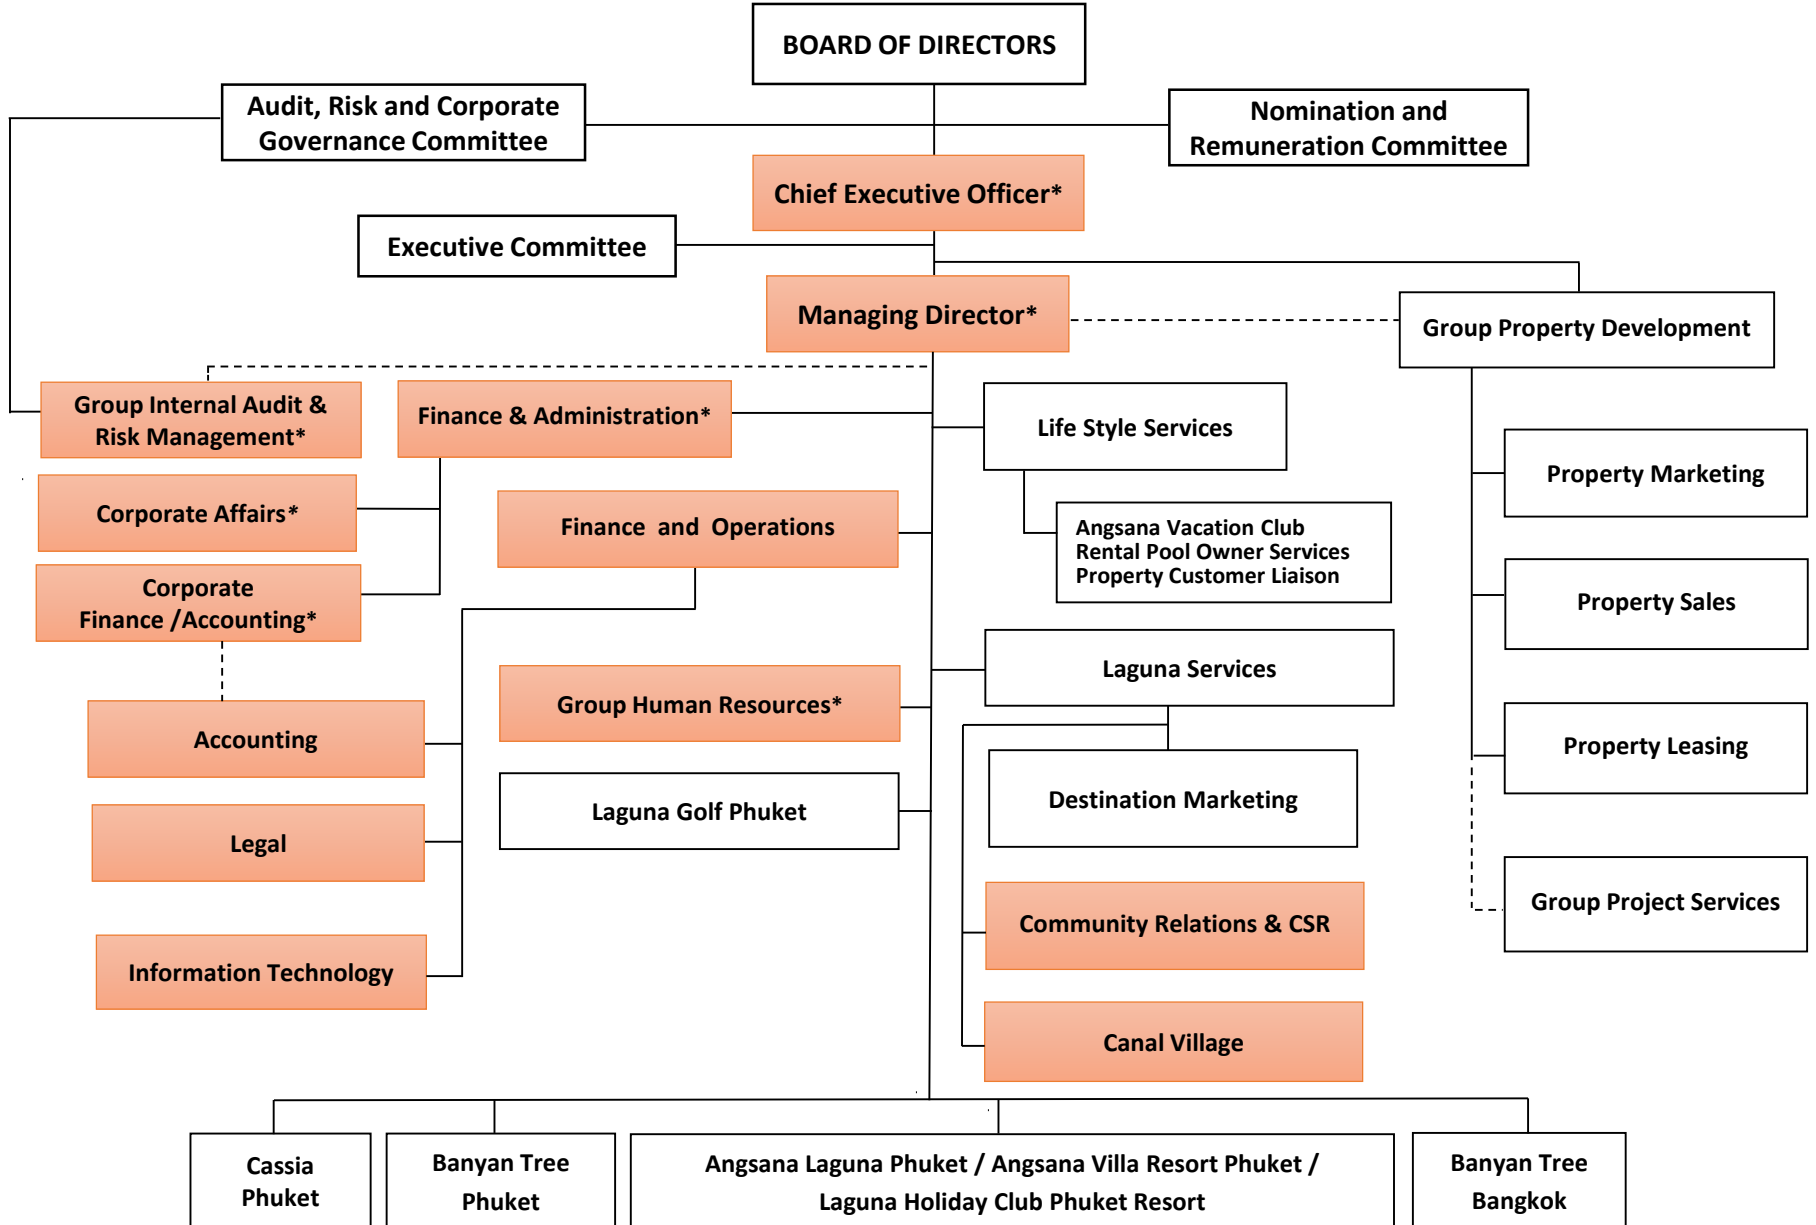 BOARD OF DIRECTORS
Audit, Risk and Corporate
Governance Committee
Nomination and
Remuneration Committee
Chief Executive Officer*
Executive Committee
Managing Director*
Group Property Development
Group Internal Audit &
Risk Management*
Finance & Administration*
Life Style Services
Property Marketing
Corporate Affairs*
Finance and Operations
Angsana Vacation Club
Rental Pool Owner Services
Property Customer Liaison
Corporate
Finance /Accounting*
Property Sales
Laguna Services
Group Human Resources*
Accounting
Property Leasing
Laguna Golf Phuket
Destination Marketing
Legal
Community Relations & CSR
Group Project Services
Information Technology
Canal Village
Cassia
Phuket
Banyan Tree
Phuket
Angsana Laguna Phuket / Angsana Villa Resort Phuket /
Laguna Holiday Club Phuket Resort
Banyan Tree
Bangkok